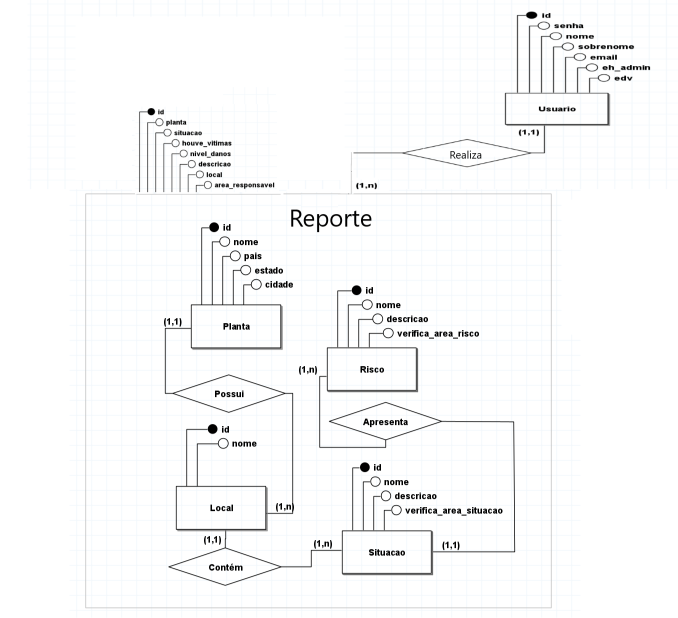 id
senha
nome
sobrenome
email
eh_admin
edv
Usuario
(1,1)
Realiza
(1,n)
id
planta
situacao
houve_vitimas
nivel_danos
descricao
local
area_responsavel
Reporte
id
nome
pais
estado
cidade
(1,1)
Planta
id
nome
descricao
verifica_area_risco
(1,n)
Risco
Possui
Apresenta
id
nome
(1,n)
Local
(1,1)
id
nome
descricao
verifica_area_situacao
(1,n)
Situacao
(1,1)
Contém